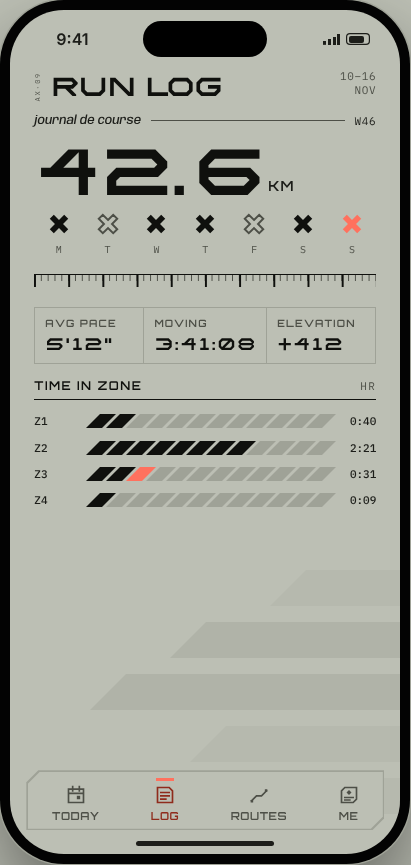 9:41
AX-09
RUN LOG
10–16
NOV
journal de course
W46
42.6 KM
M T W T F S S
AVG PACE MOVING ELEVATION
5'12" 3:41:08 +412
TIME IN ZONE HR
Z1 0:40
Z2 2:21
Z3 0:31
Z4 0:09
TODAY LOG ROUTES ME